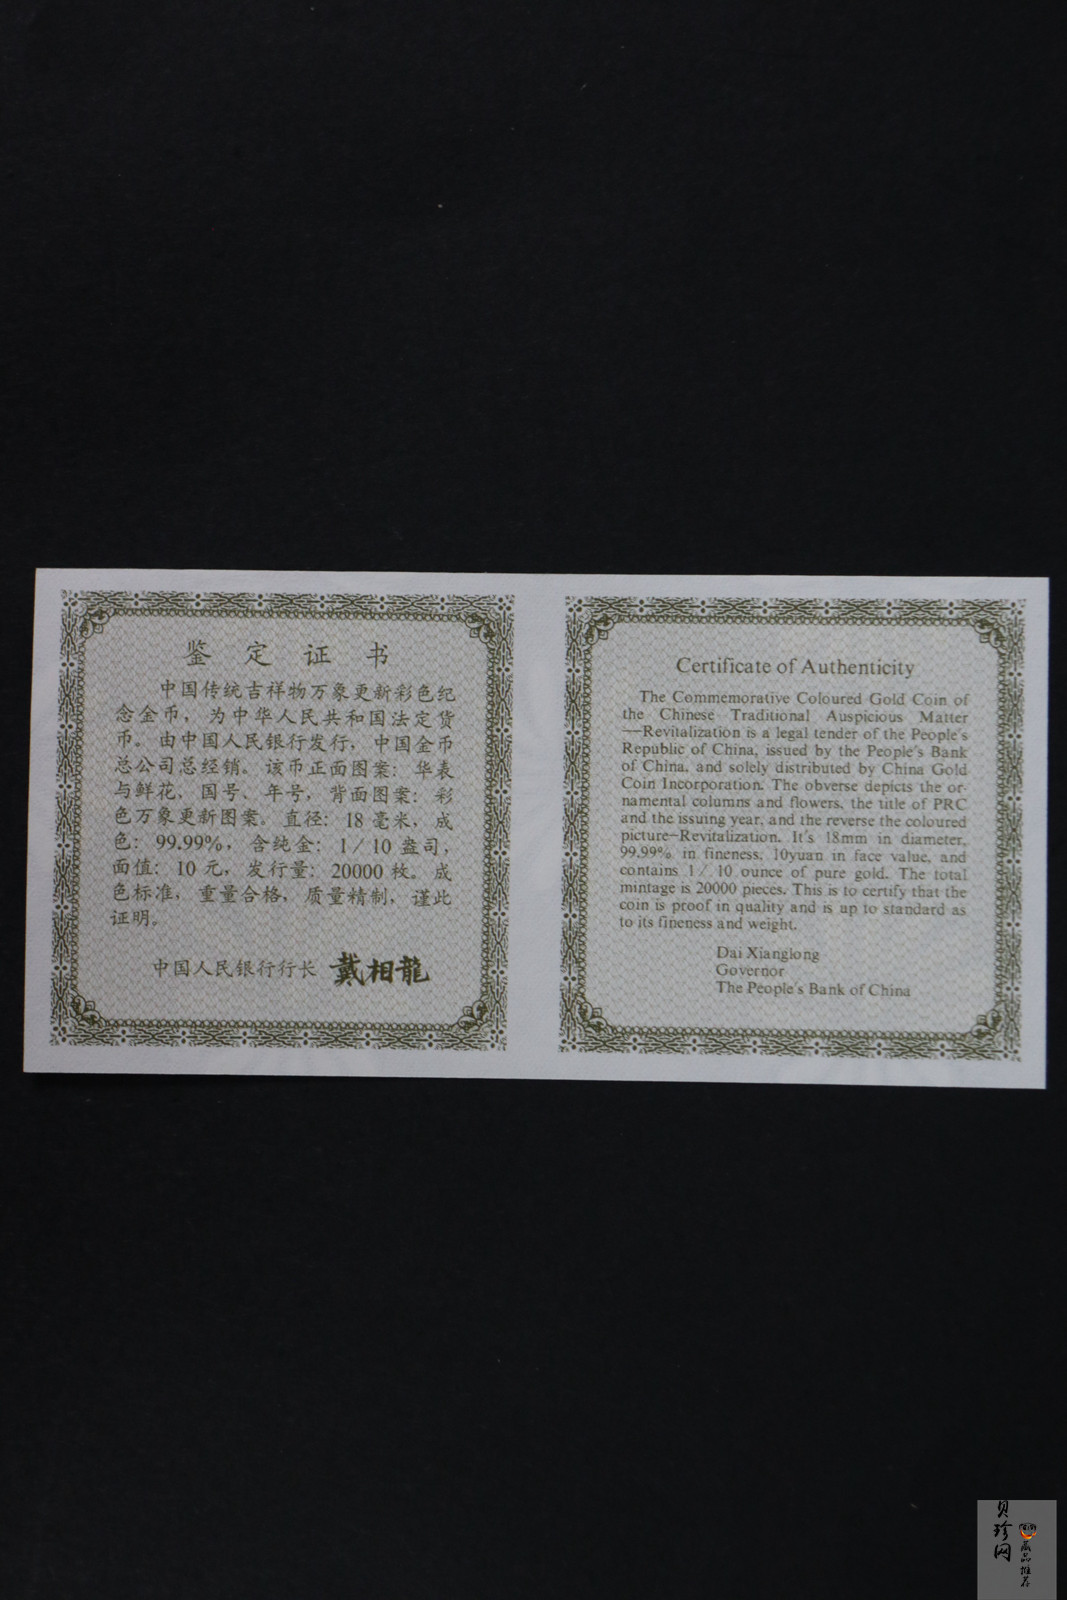 鉴定证书
中国传统吉祥物万象更新彩色纪
念金币，为中华人民共和国法定货
币。由中国人民银行发行，中国金币
总公司总经销。该币正面图案：华表
与鲜花，国号、年号，背面图案：彩
色万象更新图案。直径：18毫米，成
色：99.99%，含纯金：1/10盎司，
面值：10元，发行量：20000枚。成
色标准，重量合格，质量精制，谨此
证明。
中国人民银行行长 戴相龍
Certificate of Authenticity
The Commemorative Coloured Gold Coin of
the Chinese Traditional Auspicious Matter
—Revitalization is a legal tender of the People's
Republic of China, issued by the People's Bank
of China, and solely distributed by China Gold
Coin Incorporation. The obverse depicts the or-
namental columns and flowers, the title of PRC
and the issuing year, and the reverse the coloured
picture—Revitalization. It's 18mm in diameter,
99.99% in fineness, 10yuan in face value, and
contains 1/10 ounce of pure gold. The total
mintage is 20000 pieces. This is to certify that the
coin is proof in quality and is up to standard as
to its fineness and weight.
Dai Xianglong
Governor
The People's Bank of China
贝珍网
藏品推荐